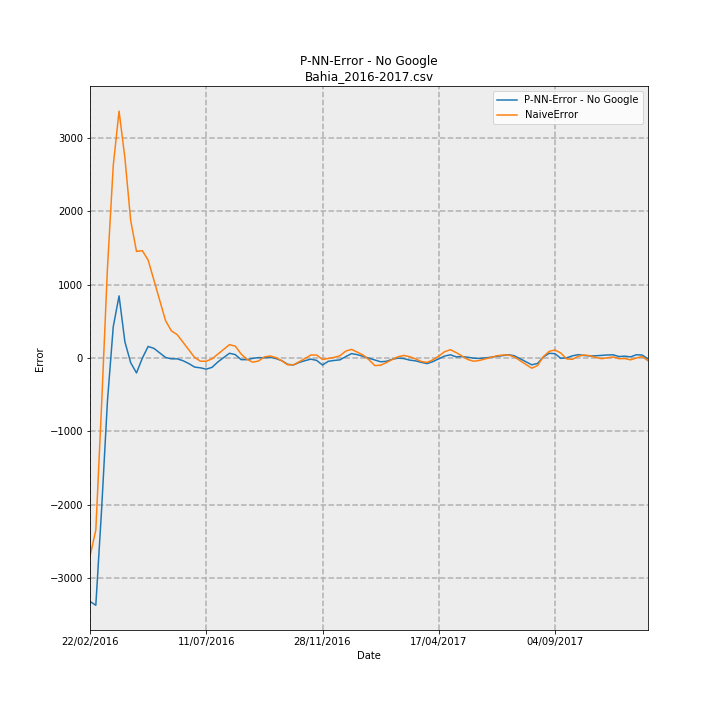 P-NN-Error - No Google
Bahia_2016-2017.csv
P-NN-Error - No Google
NaiveError
3000
2000
1000
0
−1000
−2000
−3000
Error
22/02/2016 11/07/2016 28/11/2016 17/04/2017 04/09/2017
Date